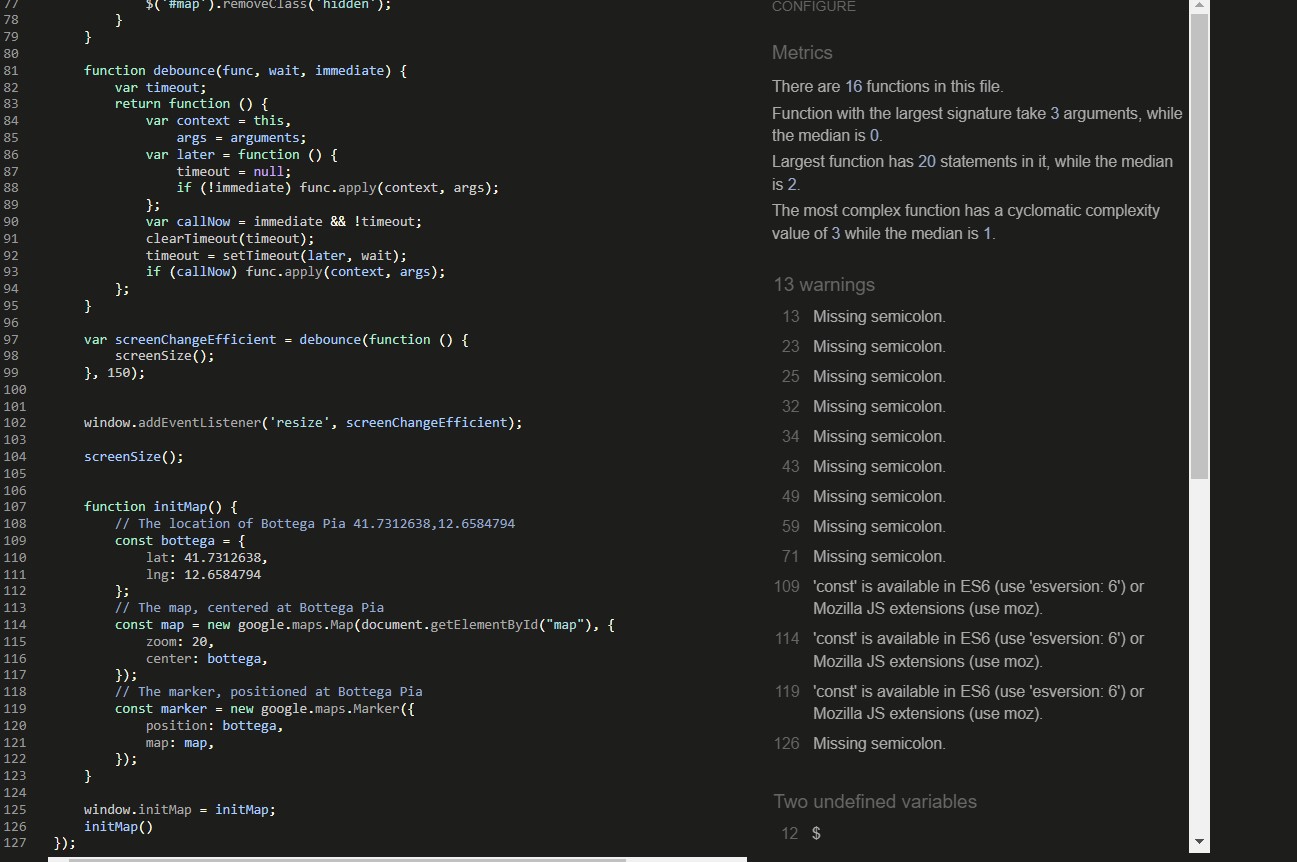 77 $('#map').removeClass('hidden');
78 }
79 }
80
81 function debounce(func, wait, immediate) {
82 var timeout;
83 return function () {
84 var context = this,
85 args = arguments;
86 var later = function () {
87 timeout = null;
88 if (!immediate) func.apply(context, args);
89 };
90 var callNow = immediate && !timeout;
91 clearTimeout(timeout);
92 timeout = setTimeout(later, wait);
93 if (callNow) func.apply(context, args);
94 };
95 }
96
97 var screenChangeEfficient = debounce(function () {
98 screenSize();
99 }, 150);
100
101
102 window.addEventListener('resize', screenChangeEfficient);
103
104 screenSize();
105
106
107 function initMap() {
108 // The location of Bottega Pia 41.7312638,12.6584794
109 const bottega = {
110 lat: 41.7312638,
111 lng: 12.6584794
112 };
113 // The map, centered at Bottega Pia
114 const map = new google.maps.Map(document.getElementById("map"), {
115 zoom: 20,
116 center: bottega,
117 });
118 // The marker, positioned at Bottega Pia
119 const marker = new google.maps.Marker({
120 position: bottega,
121 map: map,
122 });
123 }
124
125 window.initMap = initMap;
126 initMap()
127 });
CONFIGURE
Metrics
There are 16 functions in this file.
Function with the largest signature take 3 arguments, while
the median is 0.
Largest function has 20 statements in it, while the median
is 2.
The most complex function has a cyclomatic complexity
value of 3 while the median is 1.
13 warnings
13 Missing semicolon.
23 Missing semicolon.
25 Missing semicolon.
32 Missing semicolon.
34 Missing semicolon.
43 Missing semicolon.
49 Missing semicolon.
59 Missing semicolon.
71 Missing semicolon.
109 'const' is available in ES6 (use 'esversion: 6') or
Mozilla JS extensions (use moz).
114 'const' is available in ES6 (use 'esversion: 6') or
Mozilla JS extensions (use moz).
119 'const' is available in ES6 (use 'esversion: 6') or
Mozilla JS extensions (use moz).
126 Missing semicolon.
Two undefined variables
12 $